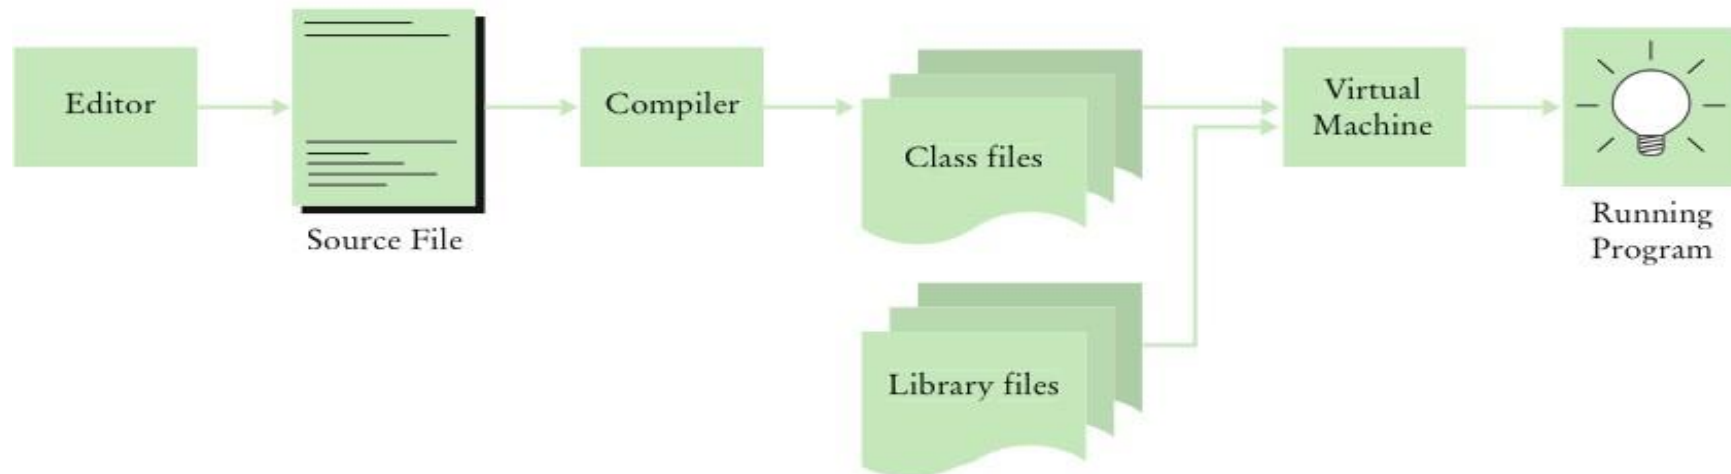 Editor
Source File
Compiler
Class files
Library files
Virtual
Machine
Running
Program